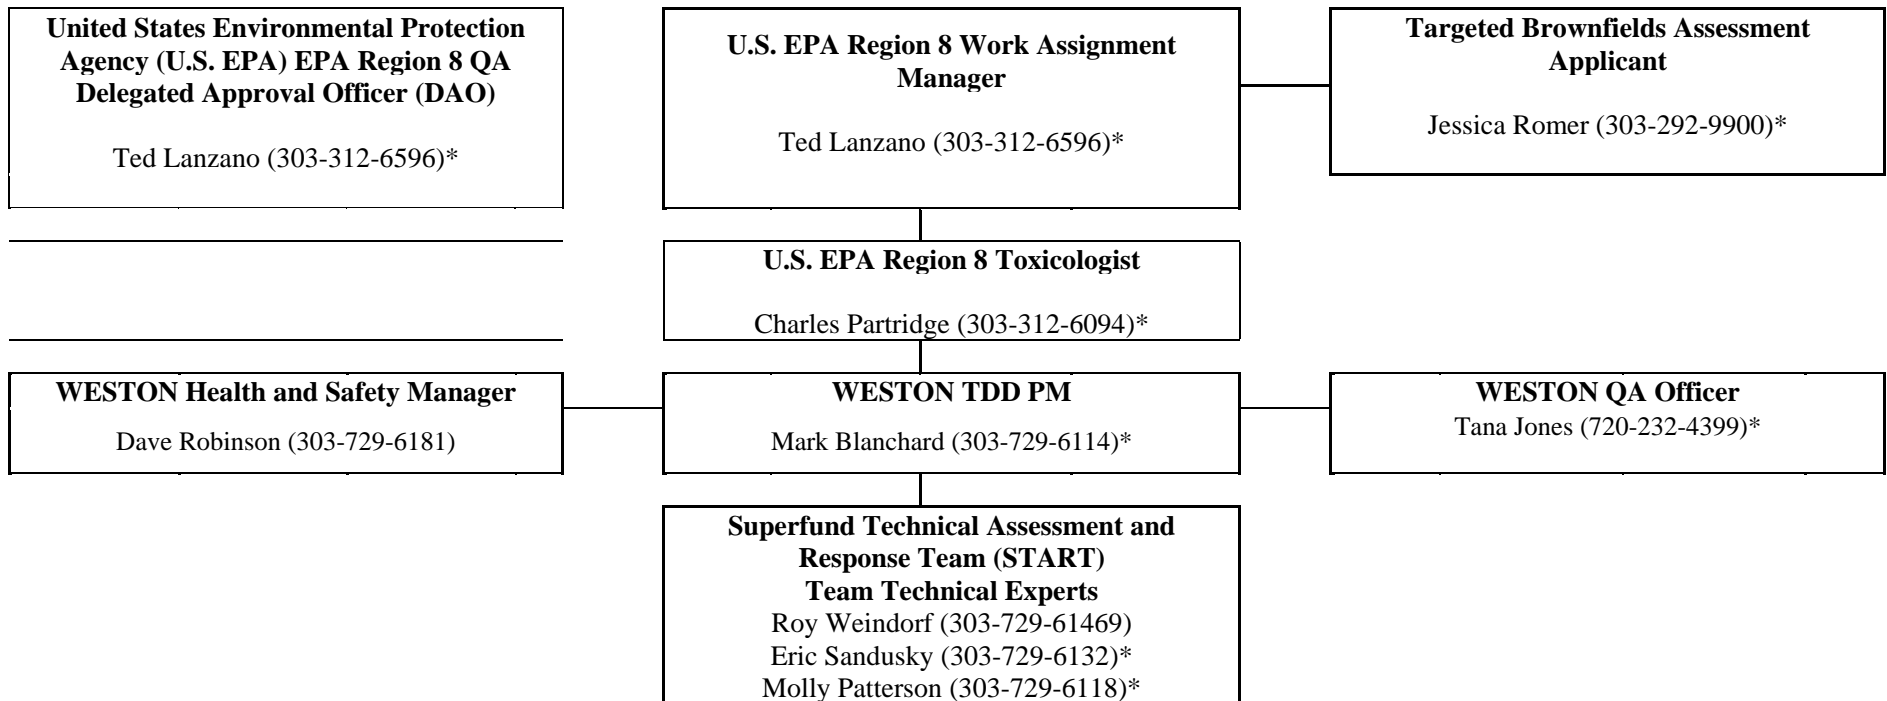 United States Environmental Protection
Agency (U.S. EPA) EPA Region 8 QA
Delegated Approval Officer (DAO)
Ted Lanzano (303-312-6596)*
U.S. EPA Region 8 Work Assignment
Manager
Ted Lanzano (303-312-6596)*
Targeted Brownfields Assessment
Applicant
Jessica Romer (303-292-9900)*
U.S. EPA Region 8 Toxicologist
Charles Partridge (303-312-6094)*
WESTON Health and Safety Manager
Dave Robinson (303-729-6181)
WESTON TDD PM
Mark Blanchard (303-729-6114)*
WESTON QA Officer
Tana Jones (720-232-4399)*
Superfund Technical Assessment and
Response Team (START)
Team Technical Experts
Roy Weindorf (303-729-61469)
Eric Sandusky (303-729-6132)*
Molly Patterson (303-729-6118)*